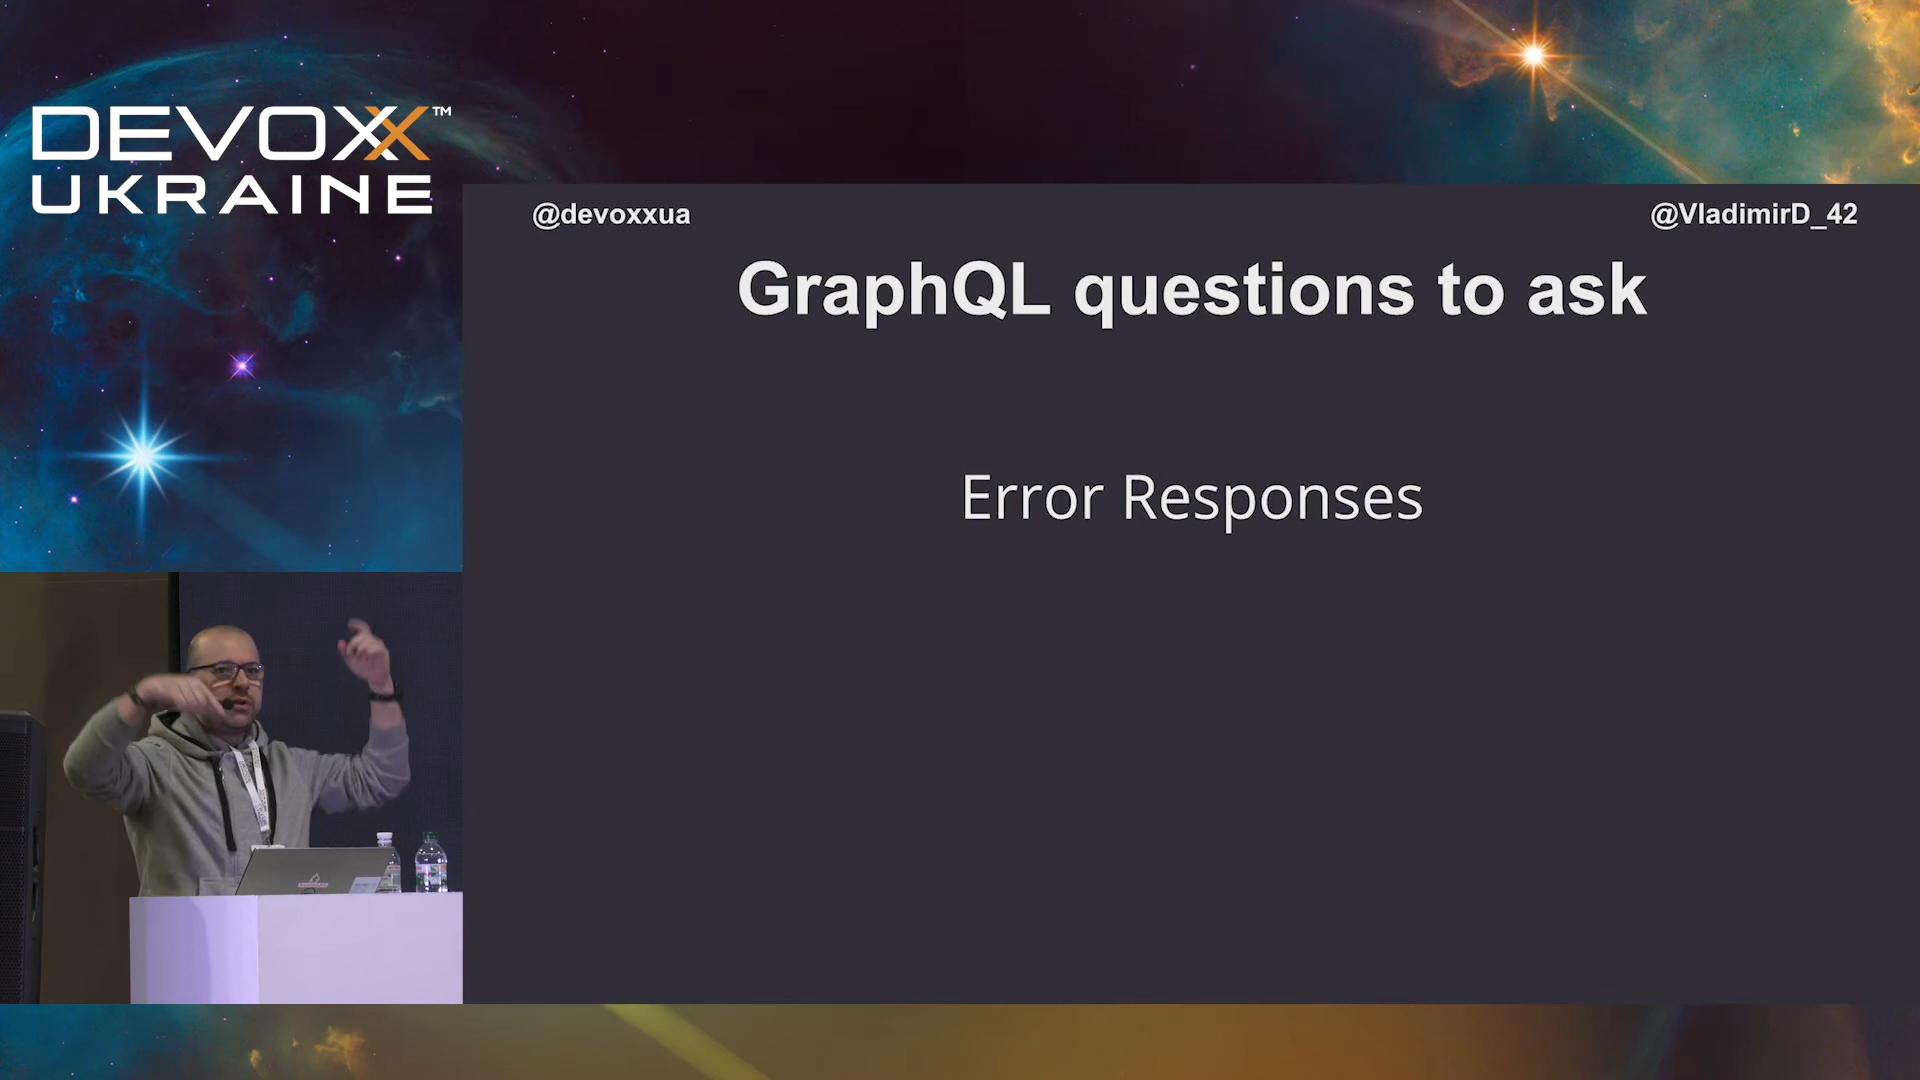 DEVOXX™
UKRAINE
@devoxxua
@VladimirD_42
GraphQL questions to ask
Error Responses